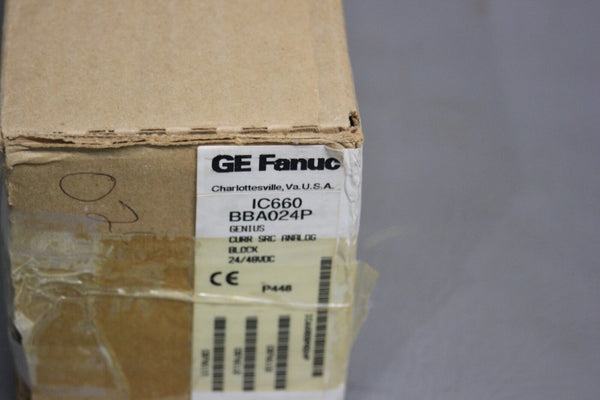 GE Fanuc
Charlottesville, Va. U.S.A.
IC660
BBA024P
GENIUS
CURR SRC ANALOG
BLOCK
24/48VDC
CE
P448